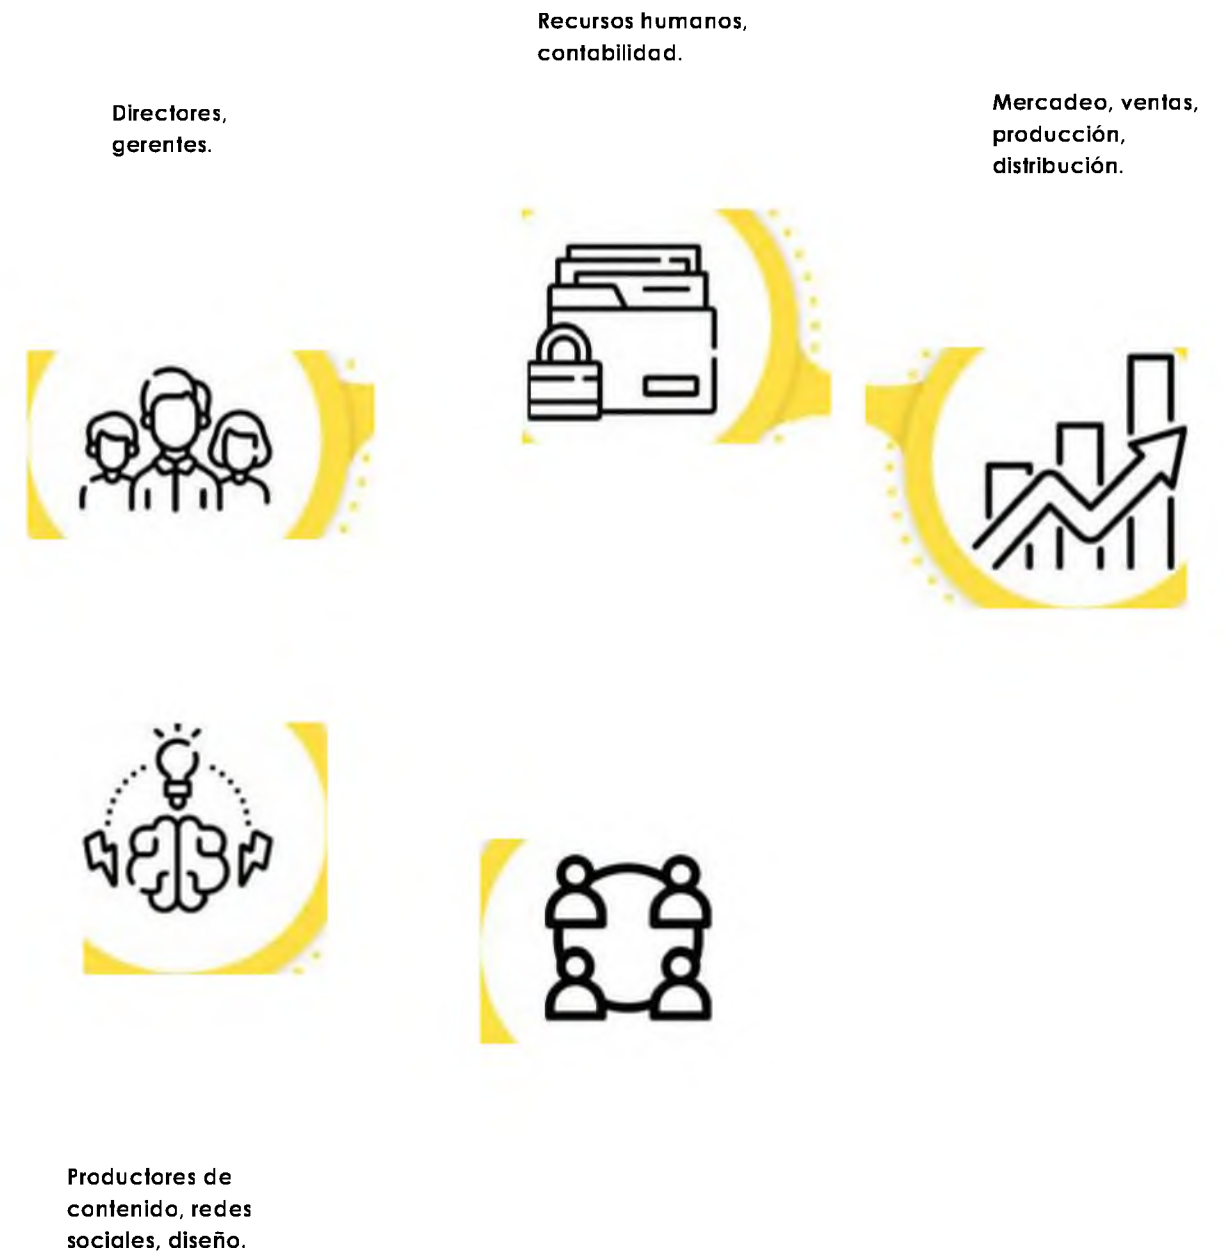 Recursos humanos,
contabilidad.
Directores,
gerentes.
Mercadeo, ventas,
producción,
distribución.
Productores de
contenido, redes
sociales, diseño.